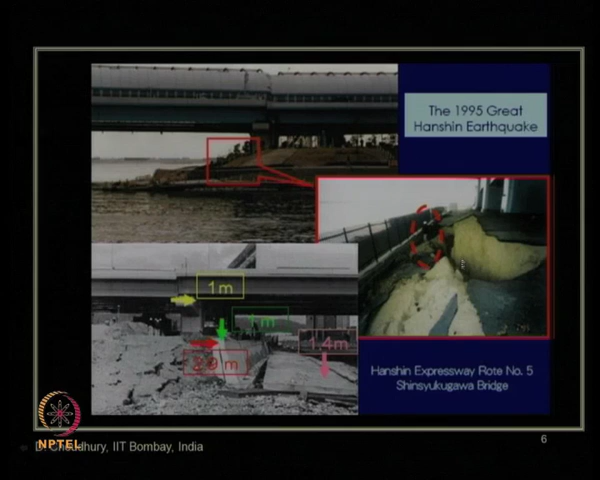 The 1995 Great
Hanshin Earthquake
1m
1m
1.4m
2.9 m
Hanshin Expressway Rote No. 5
Shinsyukugawa Bridge
NPTEL
D. Choudhury, IIT Bombay, India
6